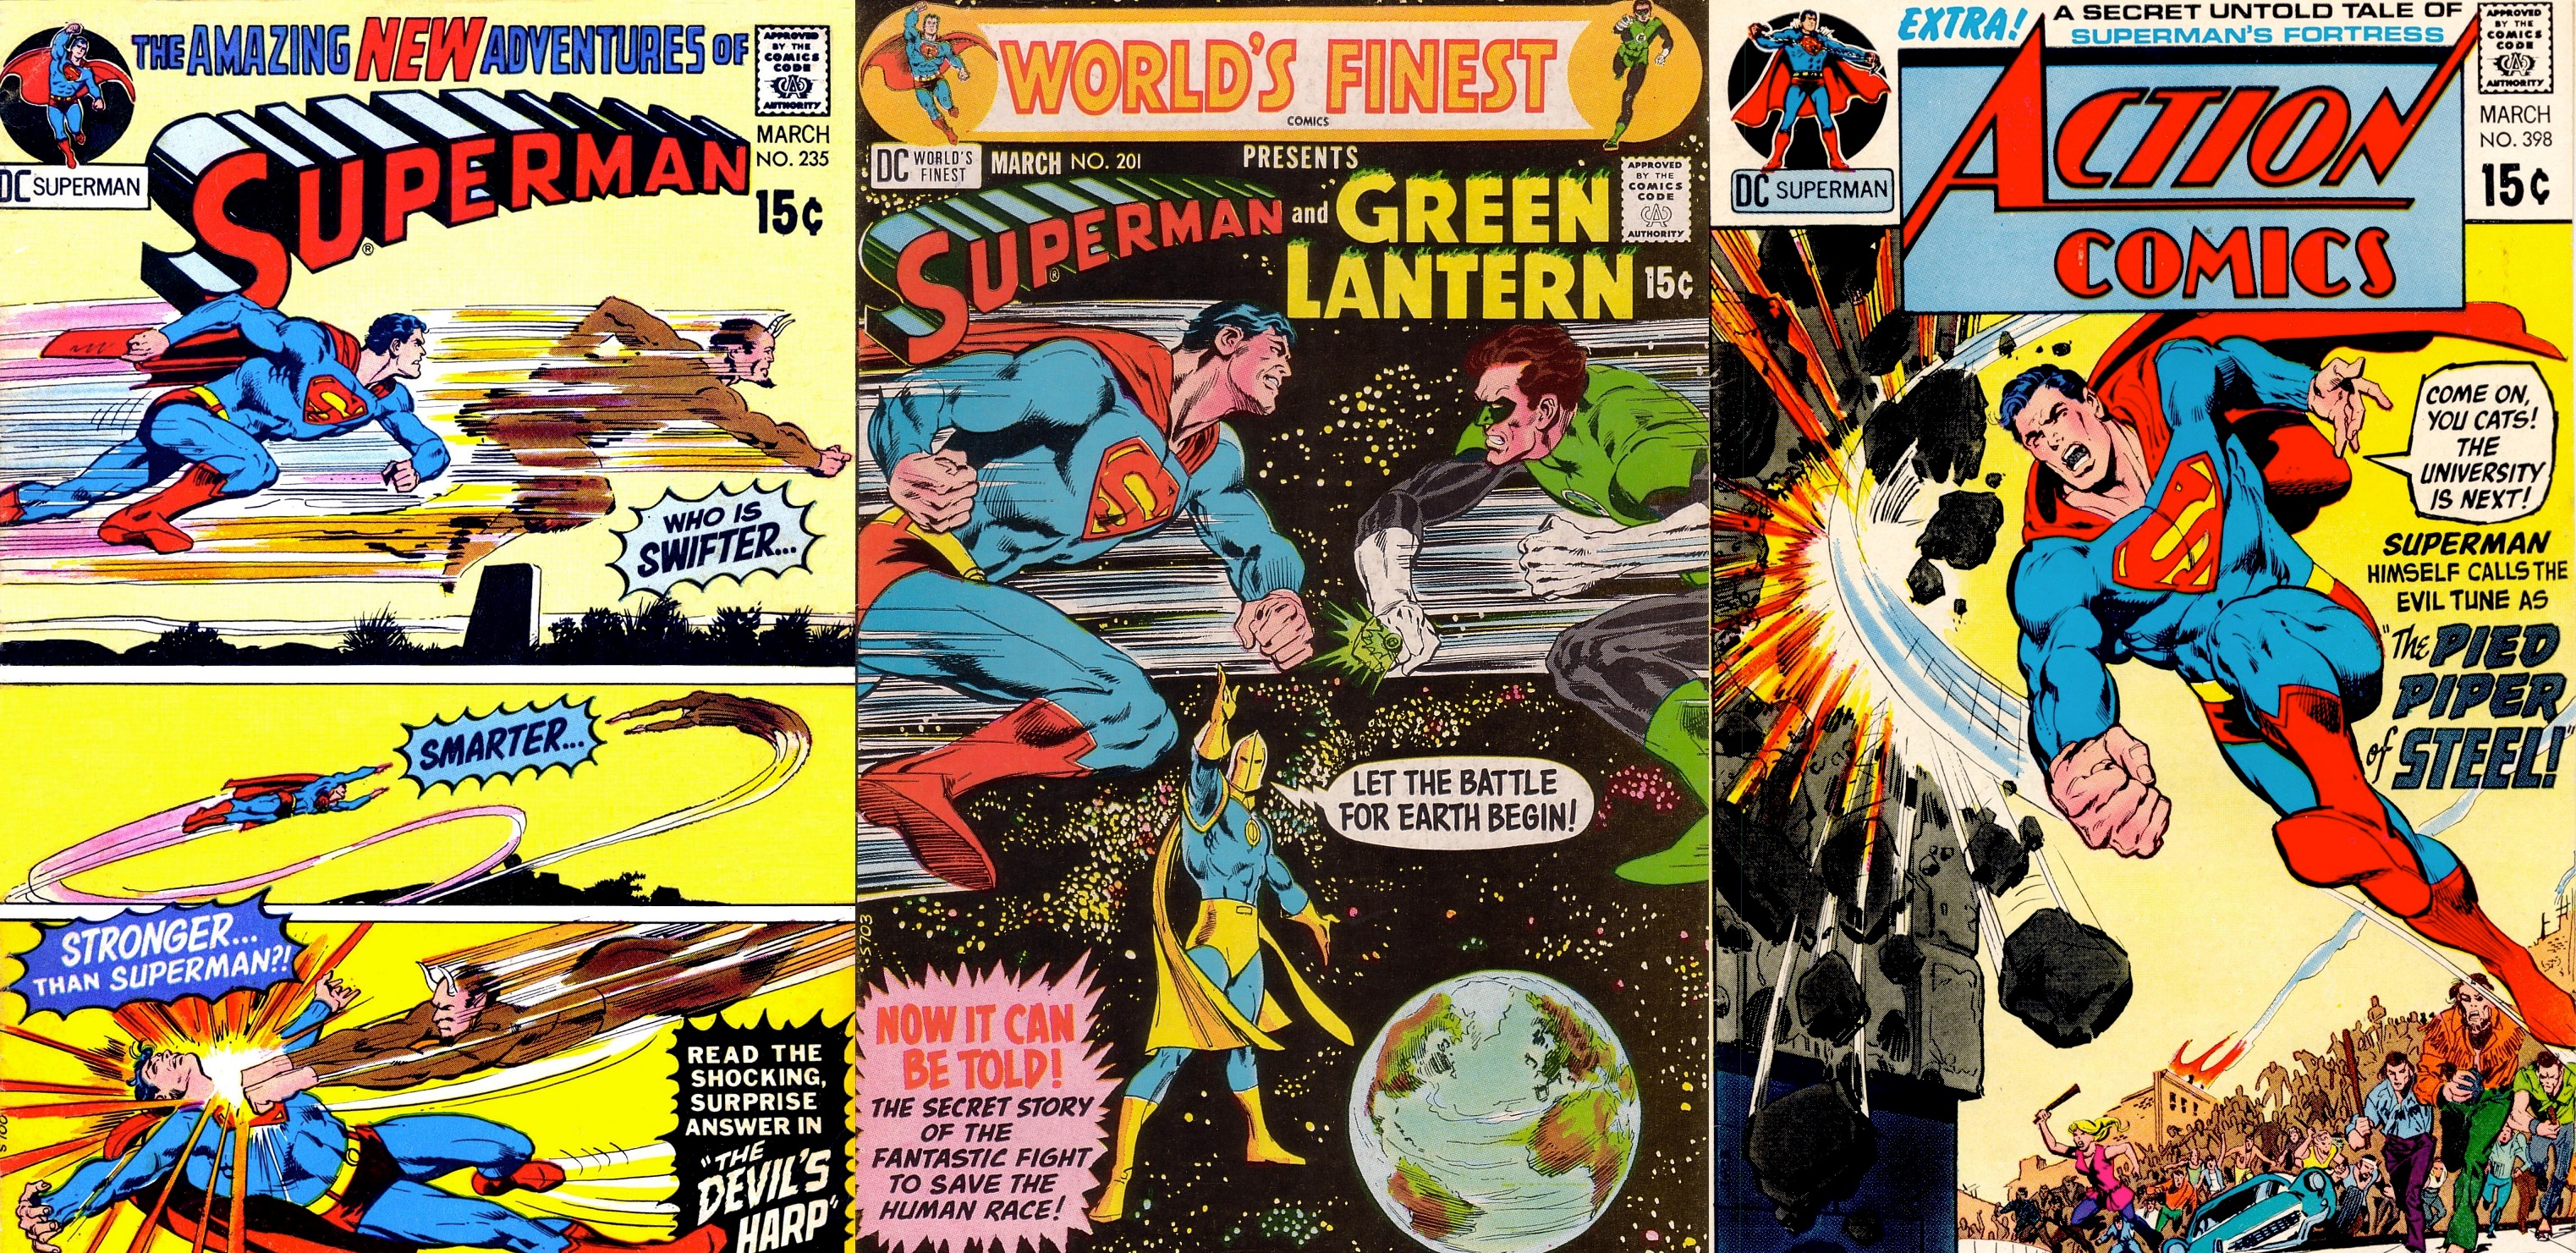 THE AMAZING NEW ADVENTURES OF
SUPERMAN
®
DC SUPERMAN
APPROVED
BY THE
COMICS
CODE
CA
AUTHORITY
MARCH
NO. 235
15¢
WHO IS
SWIFTER...
SMARTER...
STRONGER...
THAN SUPERMAN?!
READ THE
SHOCKING,
SURPRISE
ANSWER IN
"THE
DEVIL'S
HARP"
WORLD'S FINEST
COMICS
DC WORLD'S
FINEST
MARCH NO. 201
PRESENTS
SUPERMAN
®
and GREEN
LANTERN
APPROVED
BY THE
COMICS
CODE
CA
AUTHORITY
15¢
LET THE BATTLE
FOR EARTH BEGIN!
NOW IT CAN
BE TOLD!
THE SECRET STORY
OF THE
FANTASTIC FIGHT
TO SAVE THE
HUMAN RACE!
EXTRA!
A SECRET UNTOLD TALE OF
SUPERMAN'S FORTRESS
DC SUPERMAN
ACTION
COMICS
APPROVED
BY THE
COMICS
CODE
CA
AUTHORITY
MARCH
NO. 398
15¢
COME ON,
YOU CATS!
THE
UNIVERSITY
IS NEXT!
SUPERMAN
HIMSELF CALLS THE
EVIL TUNE AS
"The PIED
PIPER
of STEEL!"